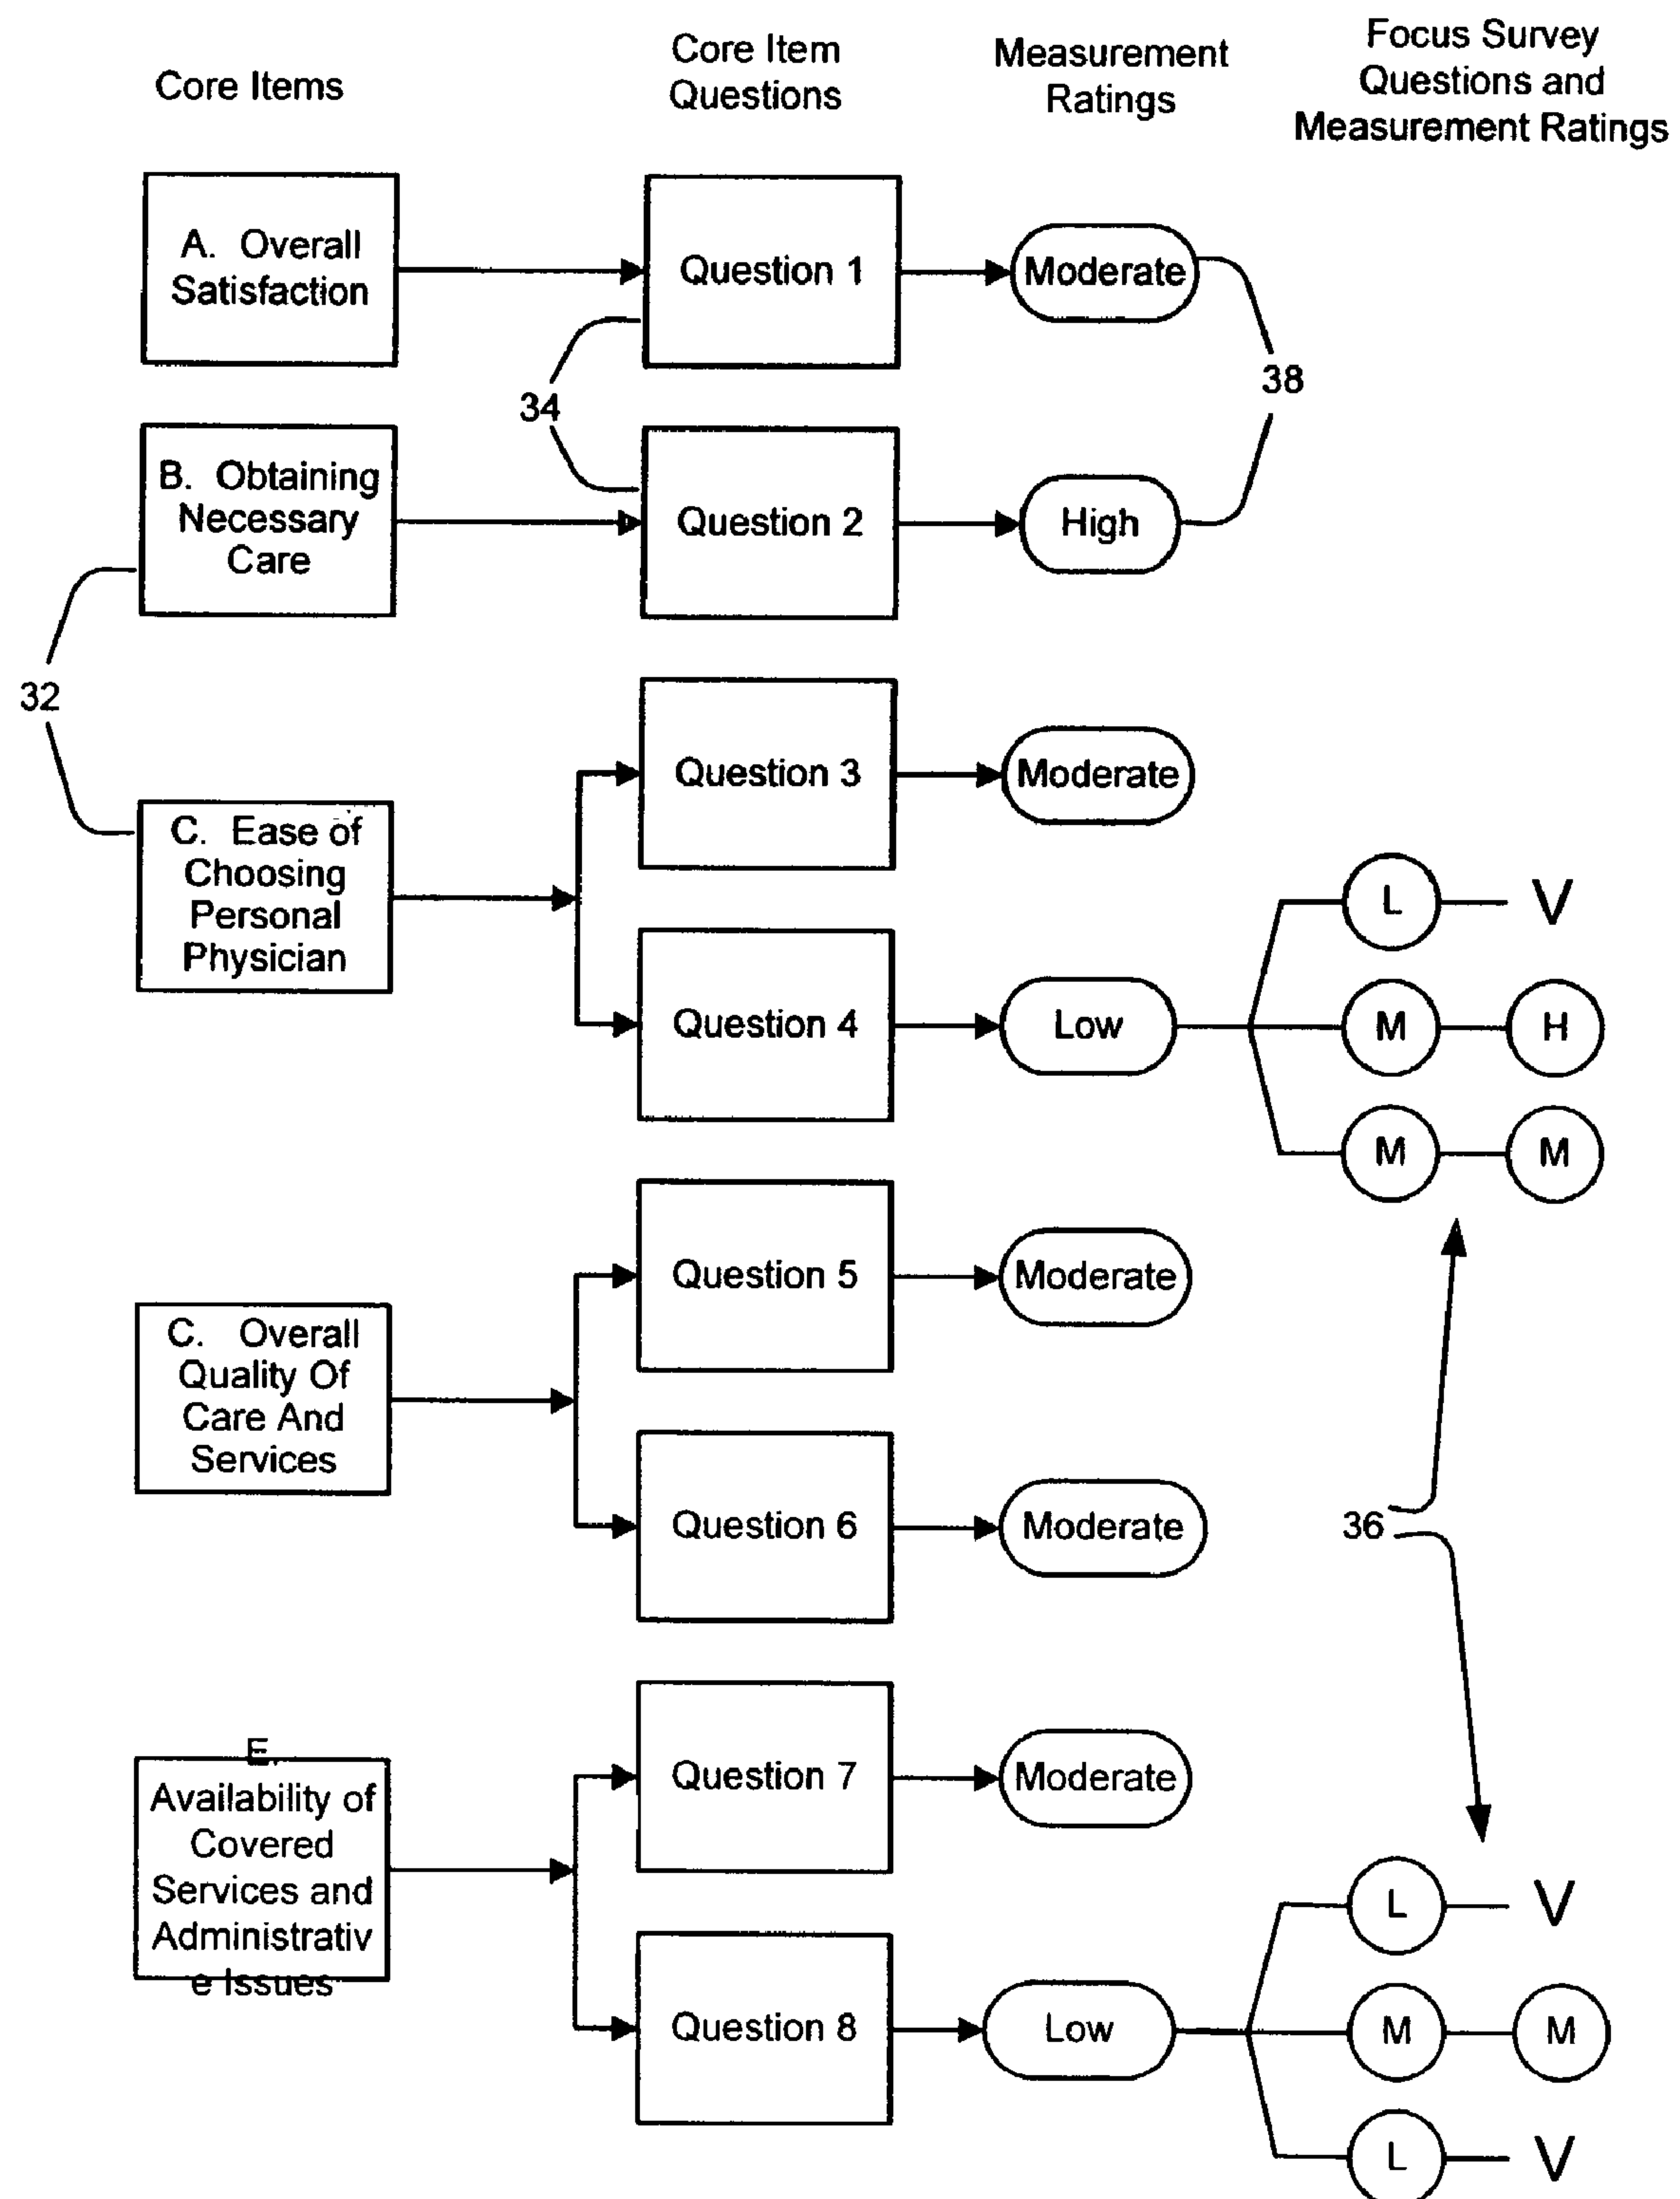 Core Items
Core Item
Questions
Measurement
Ratings
Focus Survey
Questions and
Measurement Ratings
A. Overall
Satisfaction
Question 1
Moderate
34
38
B. Obtaining
Necessary
Care
Question 2
High
32
Question 3
Moderate
C. Ease of
Choosing
Personal
Physician
Question 4
Low
L
V
M
H
M
M
Question 5
Moderate
C. Overall
Quality Of
Care And
Services
Question 6
Moderate
36
Question 7
Moderate
E.
Availability of
Covered
Services and
Administrativ
e Issues
Question 8
Low
L
V
M
M
L
V